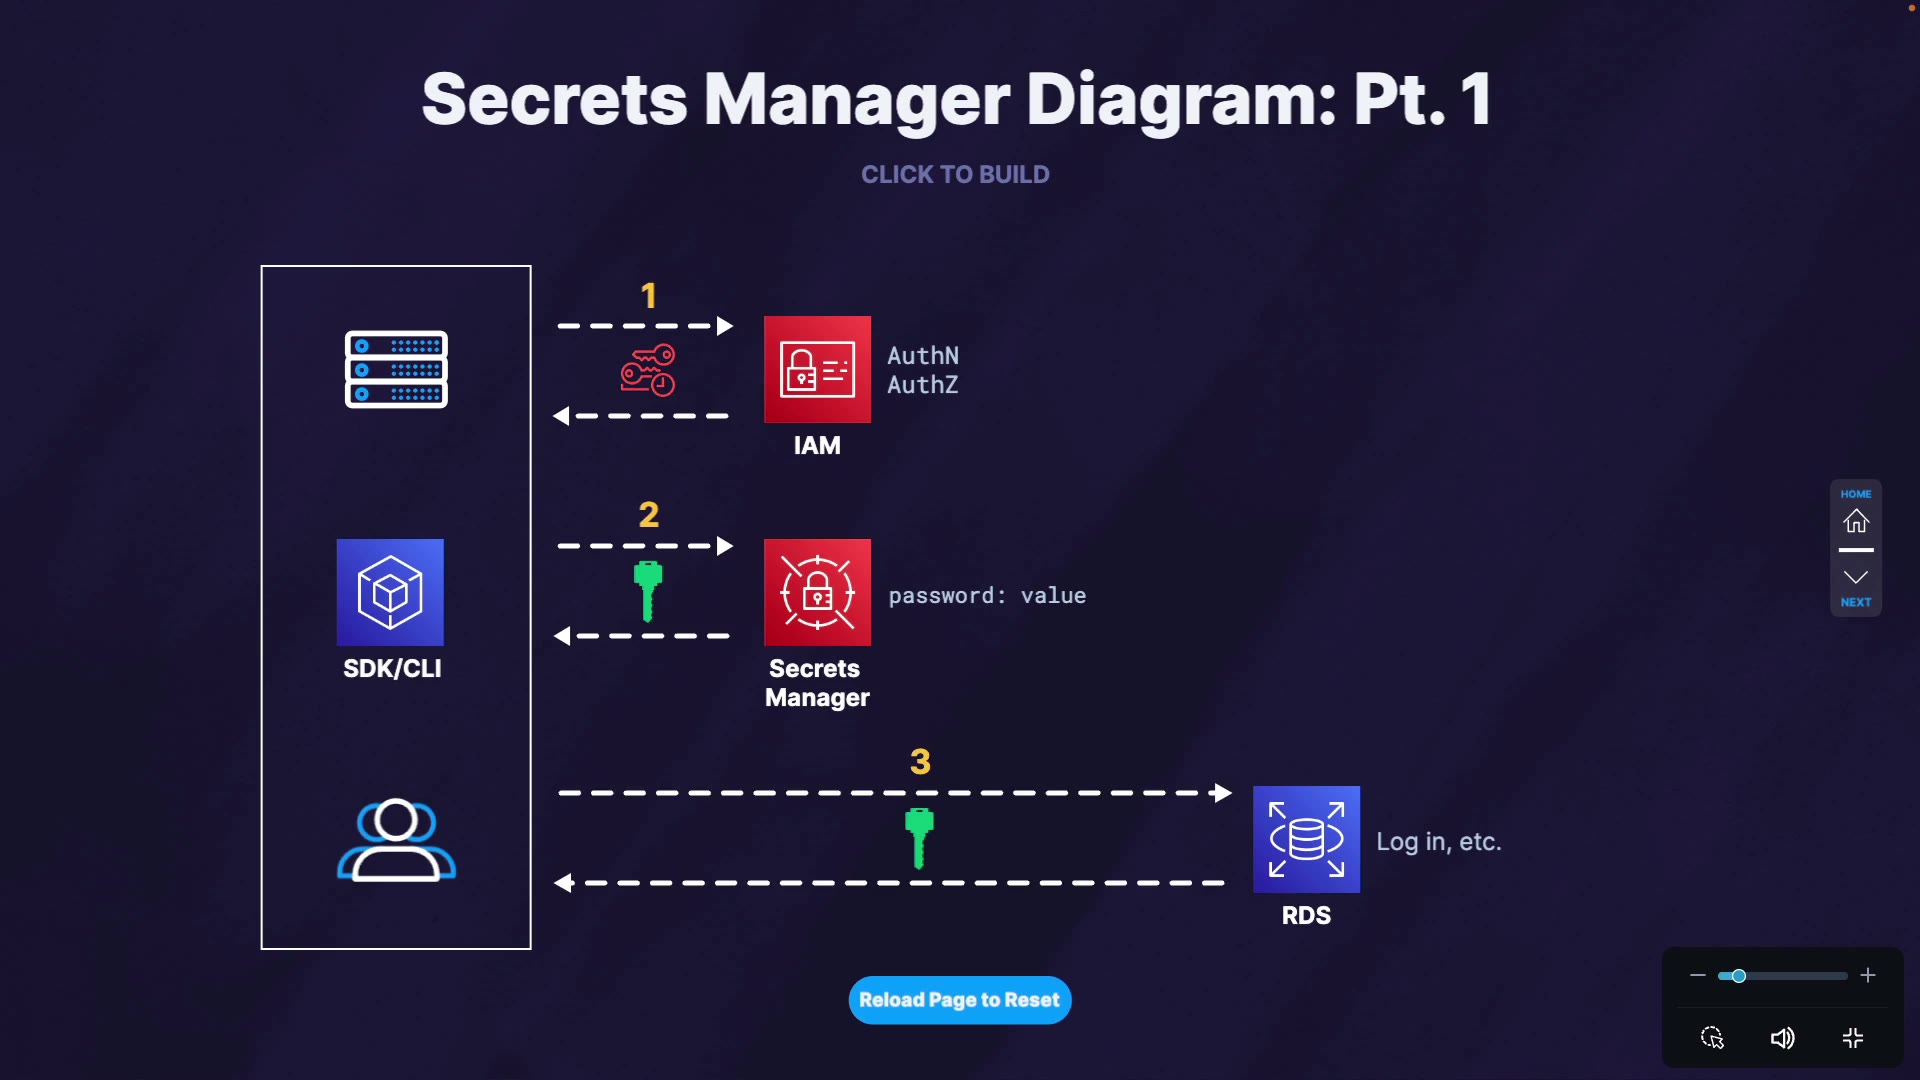 Secrets Manager Diagram: Pt. 1
CLICK TO BUILD
1
AuthN
AuthZ
IAM
2
password: value
SDK/CLI
Secrets
Manager
3
Log in, etc.
RDS
Reload Page to Reset
HOME
NEXT